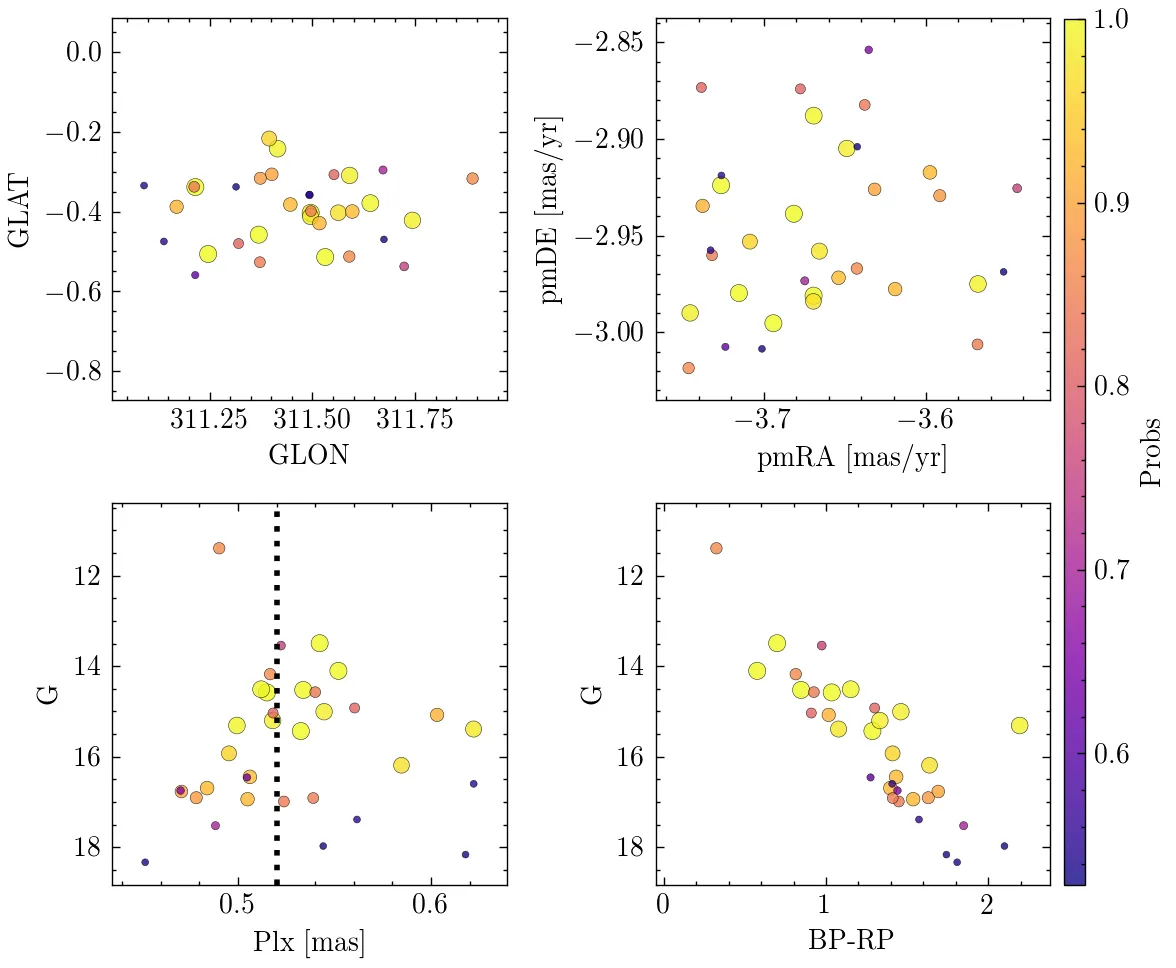 0.0
−0.2
−0.4
−0.6
−0.8
GLAT
311.25 311.50 311.75
GLON
−2.85
−2.90
−2.95
−3.00
pmDE [mas/yr]
−3.7 −3.6
pmRA [mas/yr]
12
14
16
18
G
0.5 0.6
Plx [mas]
12
14
16
18
G
0 1 2
BP-RP
1.0
0.9
0.8
0.7
0.6
Probs